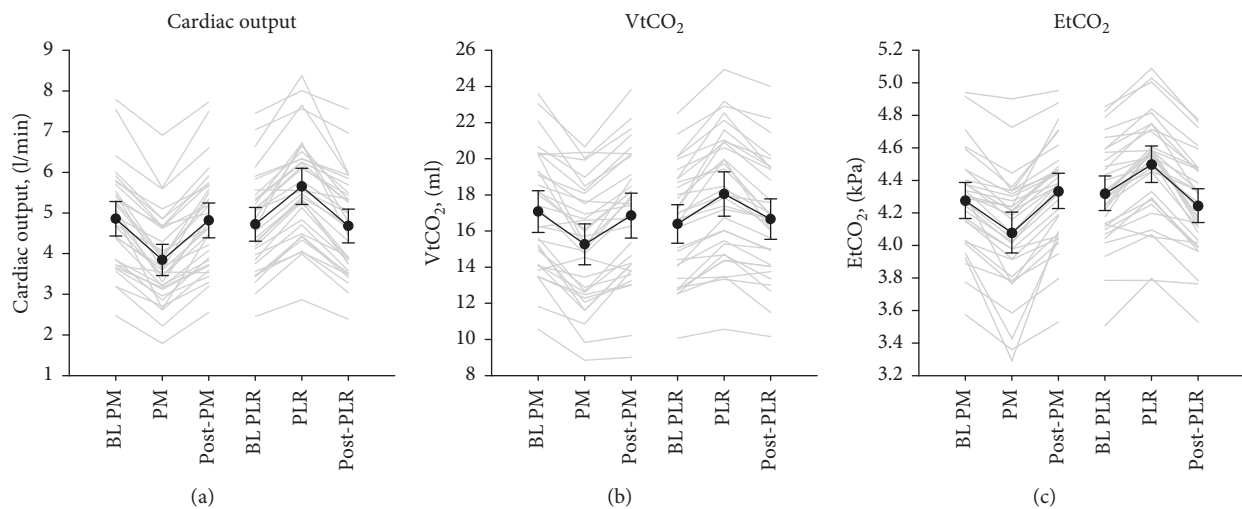 Cardiac output
Cardiac output, (l/min)
9
8
7
6
5
4
3
2
1
BL PM
PM
Post-PM
BL PLR
PLR
Post-PLR
(a)
VtCO₂
VtCO₂, (ml)
26
24
22
20
18
16
14
12
10
8
BL PM
PM
Post-PM
BL PLR
PLR
Post-PLR
(b)
EtCO₂
EtCO₂, (kPa)
5.2
5.0
4.8
4.6
4.4
4.2
4.0
3.8
3.6
3.4
3.2
BL PM
PM
Post-PM
BL PLR
PLR
Post-PLR
(c)